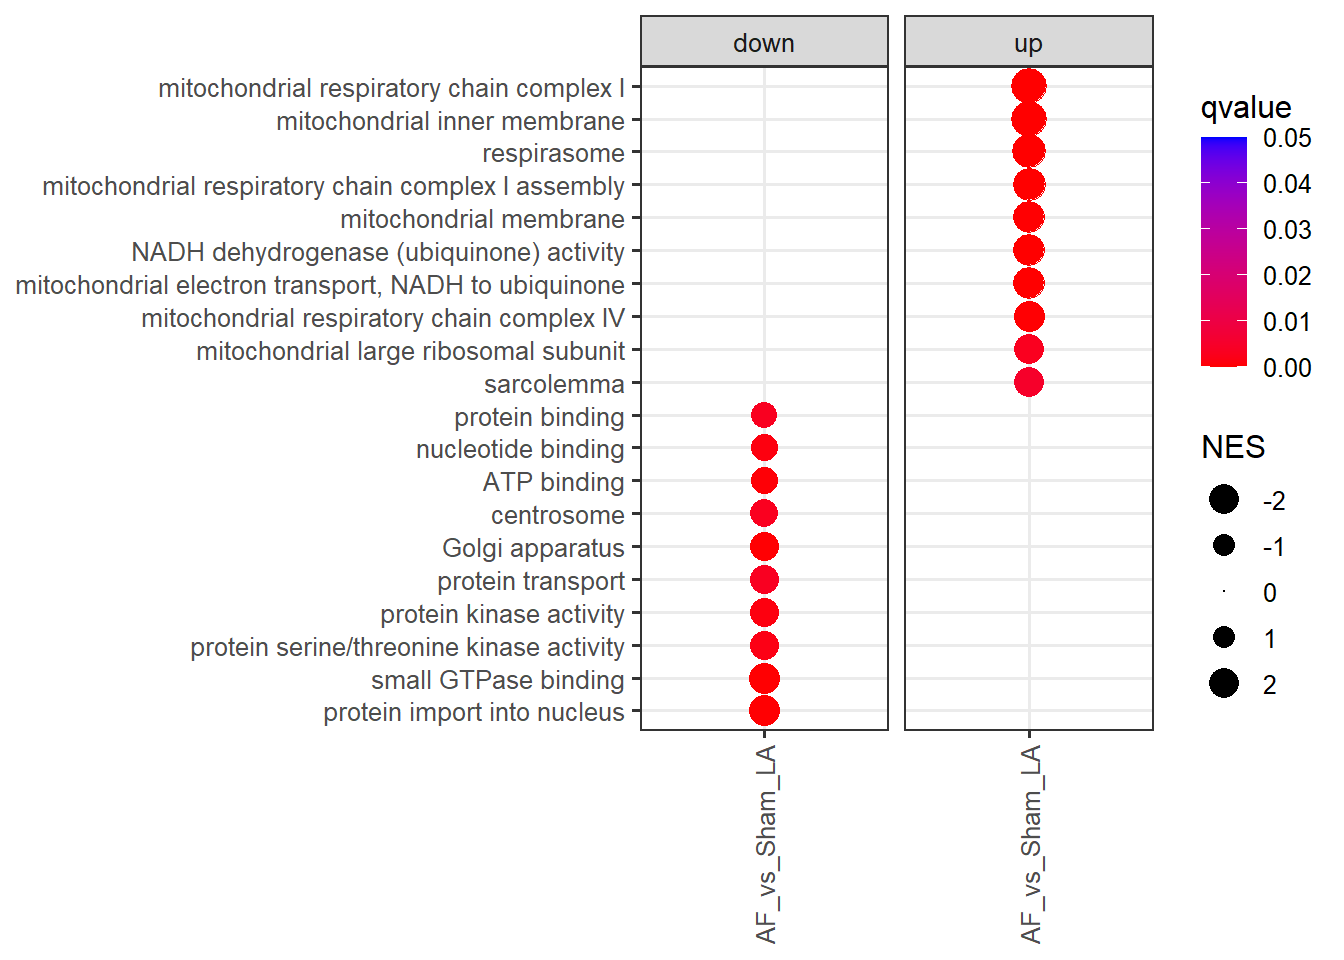 down
up
mitochondrial respiratory chain complex I
mitochondrial inner membrane
respirasome
mitochondrial respiratory chain complex I assembly
mitochondrial membrane
NADH dehydrogenase (ubiquinone) activity
mitochondrial electron transport, NADH to ubiquinone
mitochondrial respiratory chain complex IV
mitochondrial large ribosomal subunit
sarcolemma
protein binding
nucleotide binding
ATP binding
centrosome
Golgi apparatus
protein transport
protein kinase activity
protein serine/threonine kinase activity
small GTPase binding
protein import into nucleus
AF_vs_Sham_LA
AF_vs_Sham_LA
qvalue
0.05
0.04
0.03
0.02
0.01
0.00
NES
-2
-1
0
1
2